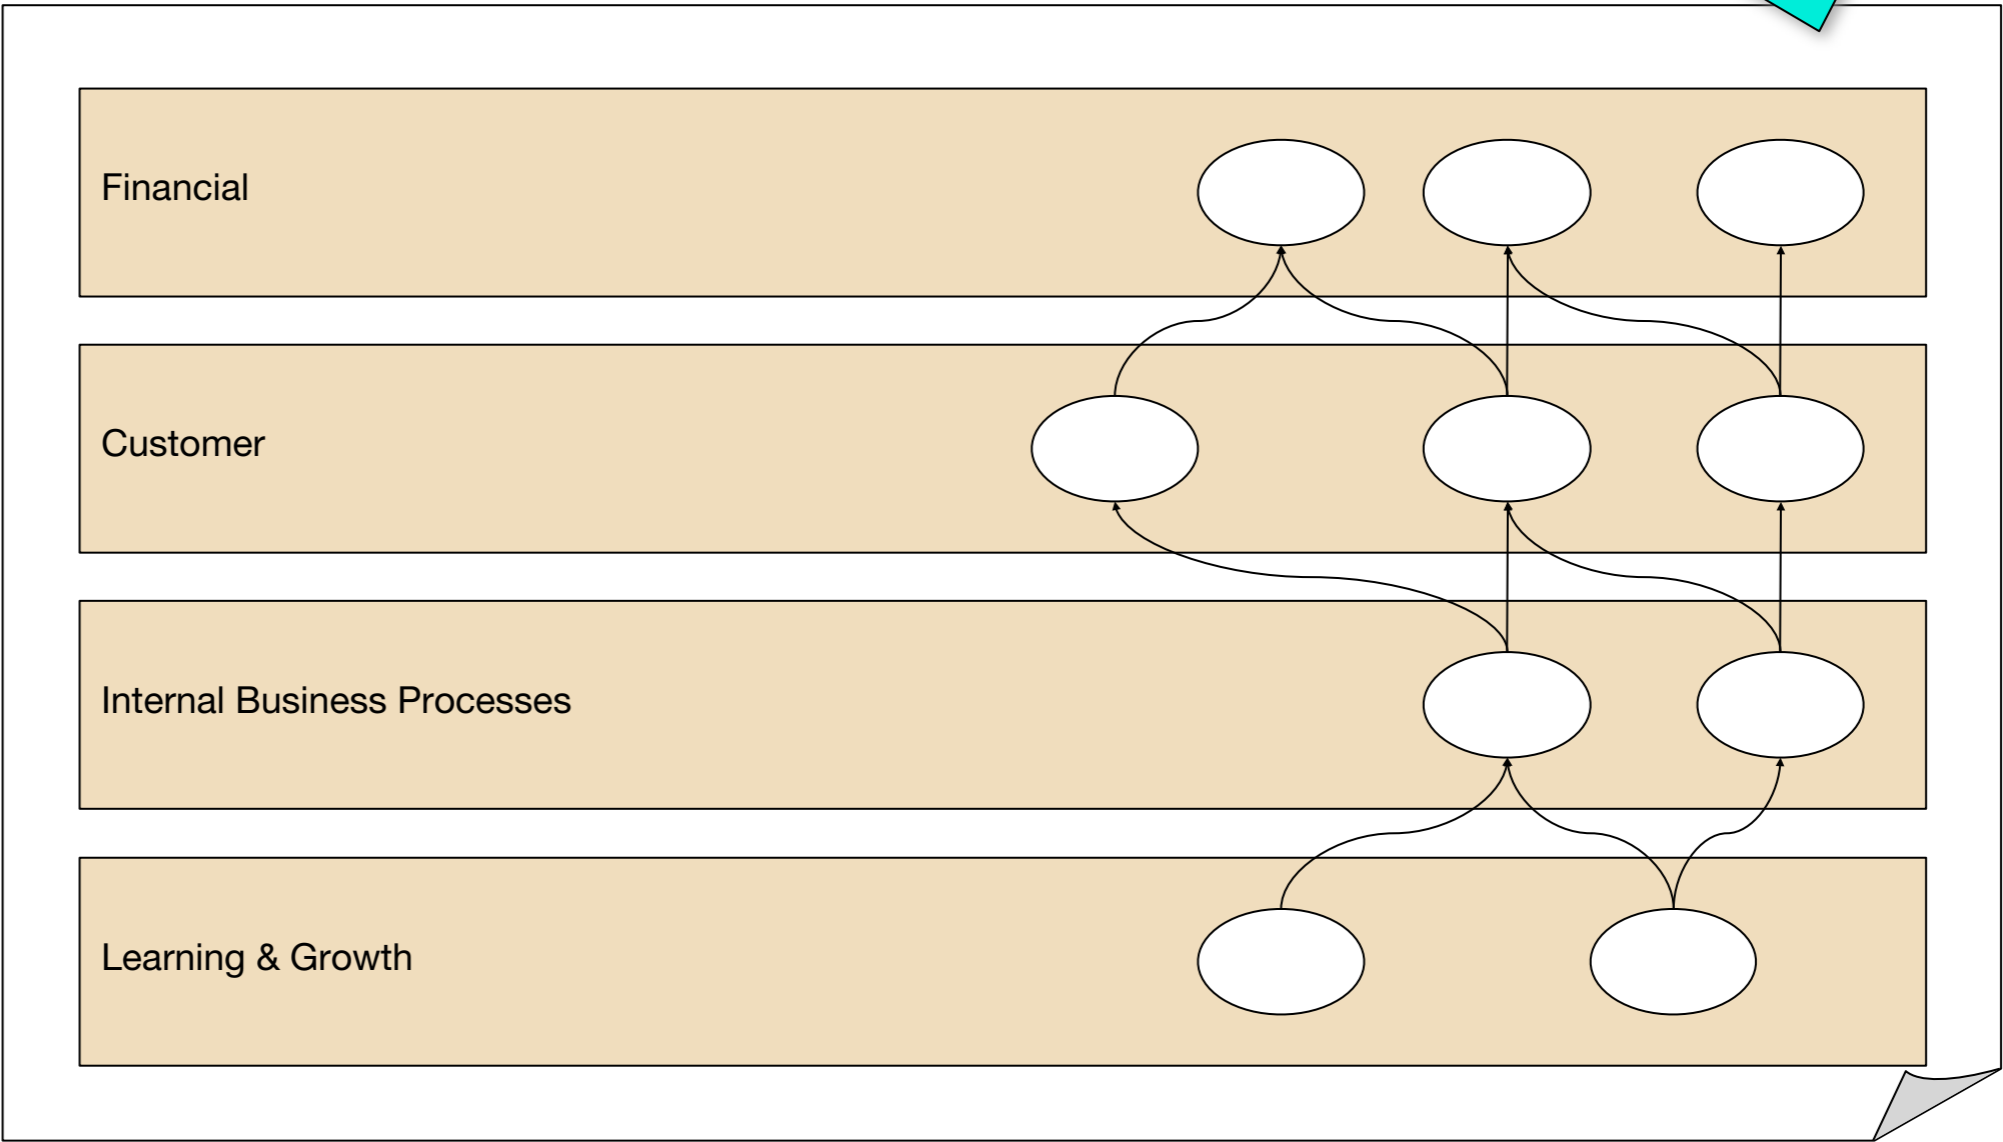 Financial
Customer
Internal Business Processes
Learning & Growth